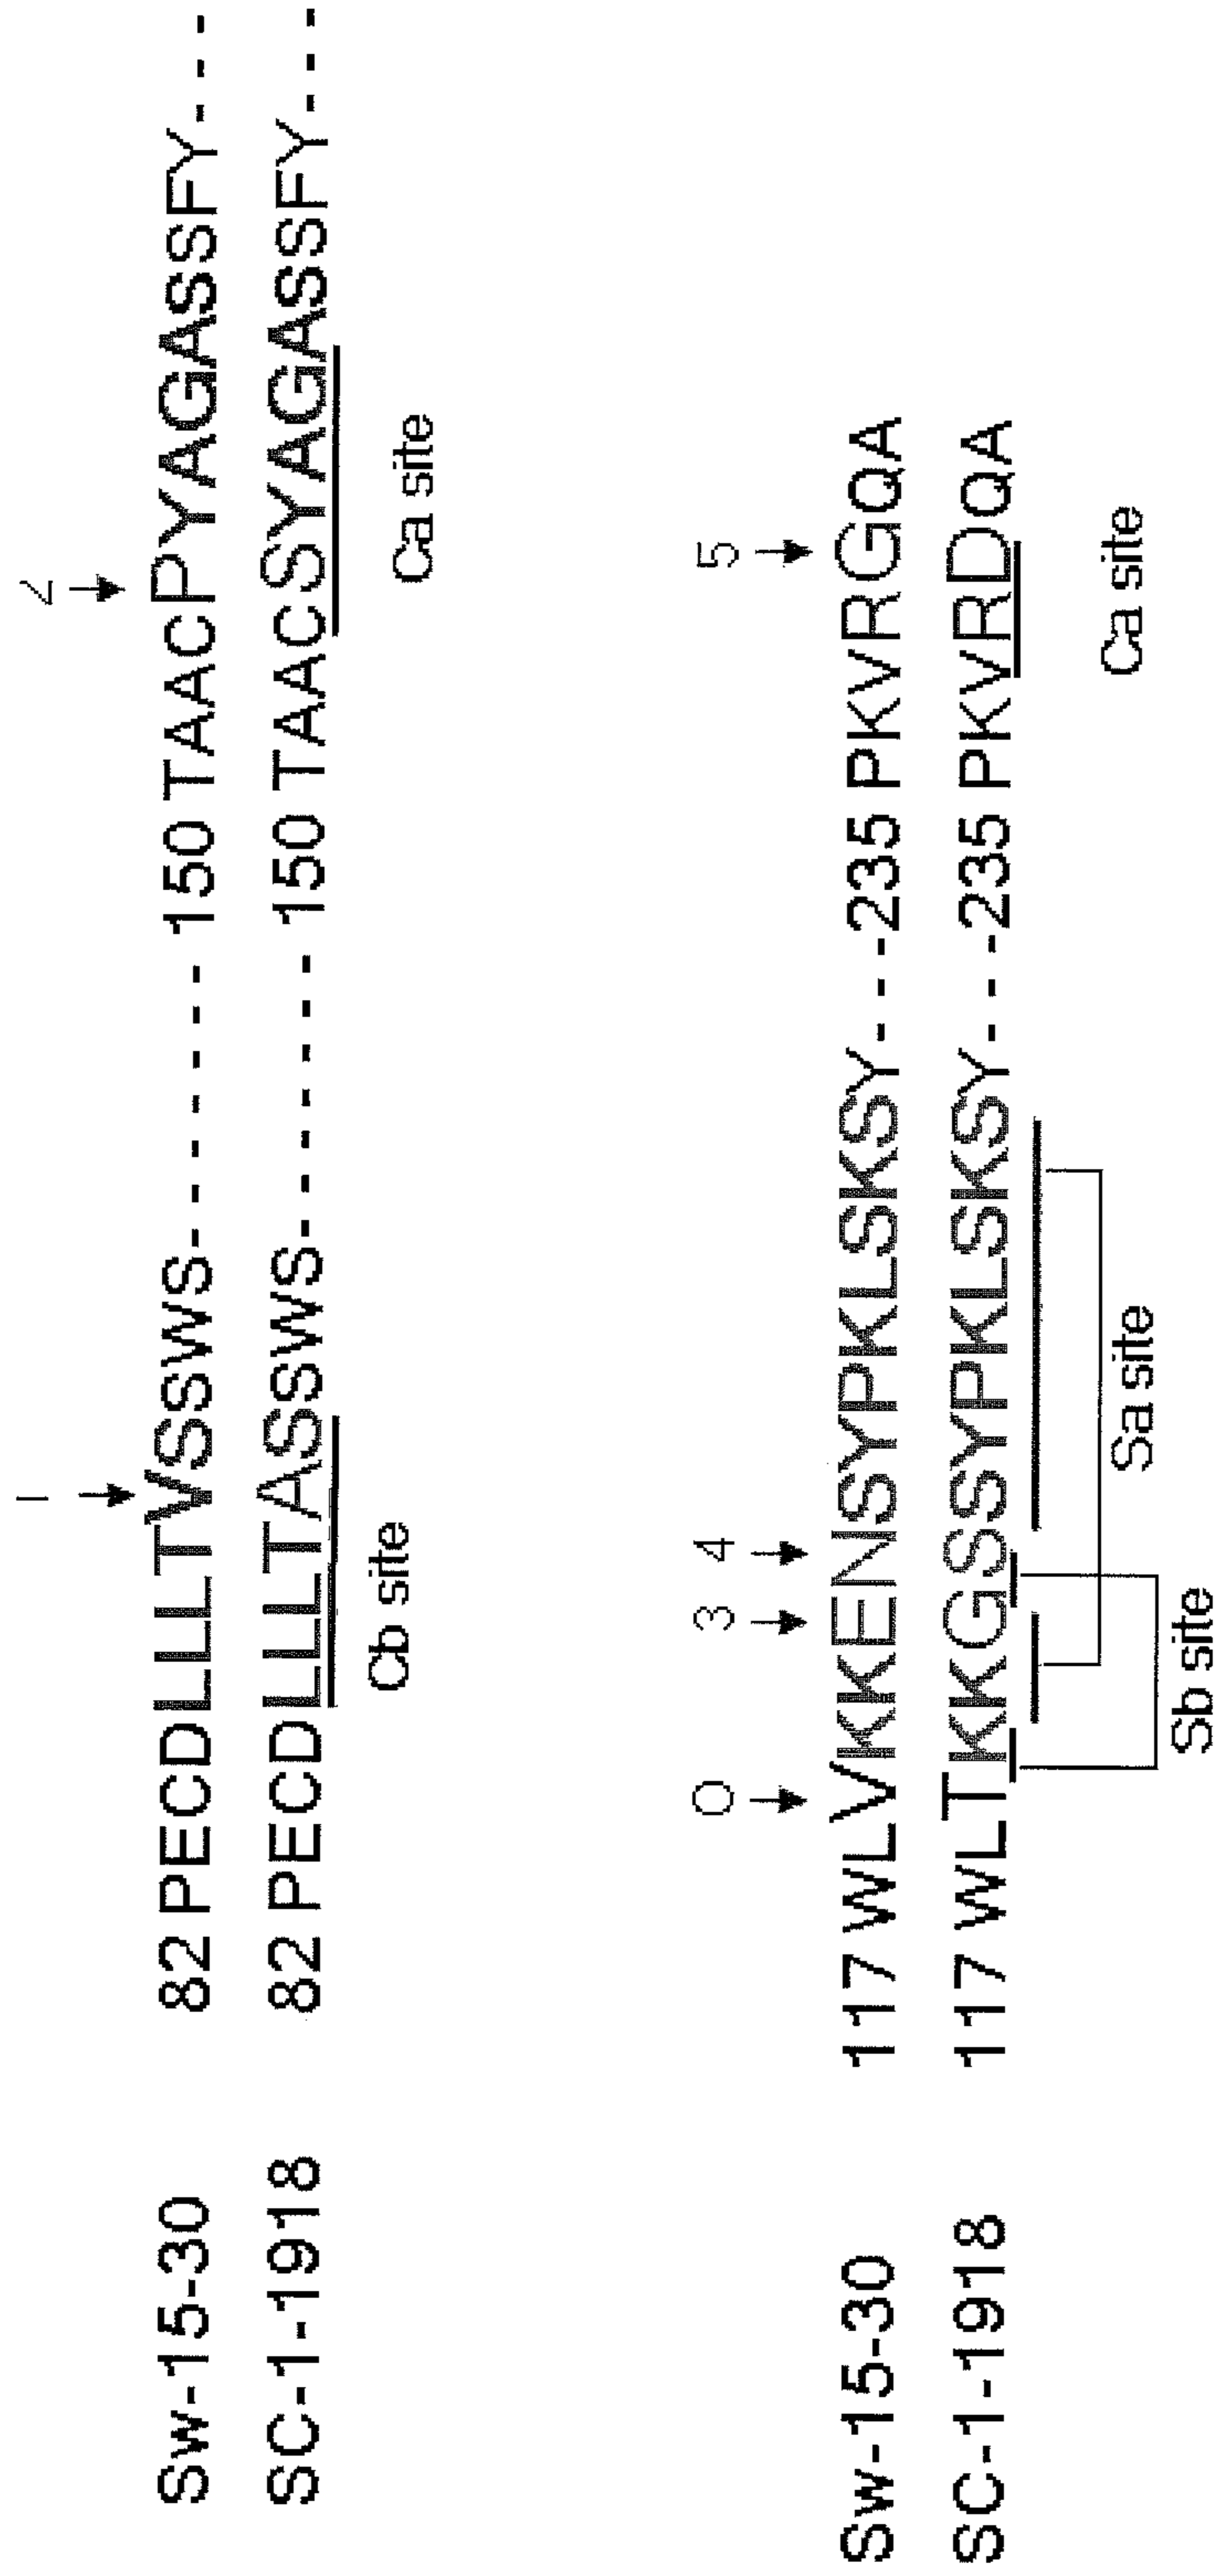 1 2
Sw-15-30 82 PECDLLLTVSSWS- - - - - - - 150 TAACPYAGASSFY- - -
SC-1-1918 82 PECDLLLTASSWS- - - - - - - 150 TAACSYAGASSFY- - -
Cb site Ca site
0 3 4 5
Sw-15-30 117 WLVKKENSYPKLSKSY- - -235 PKVRGQA
SC-1-1918 117 WLTKKGSSYPKLSKSY- - -235 PKVRDQA
Sa site Ca site
Sb site